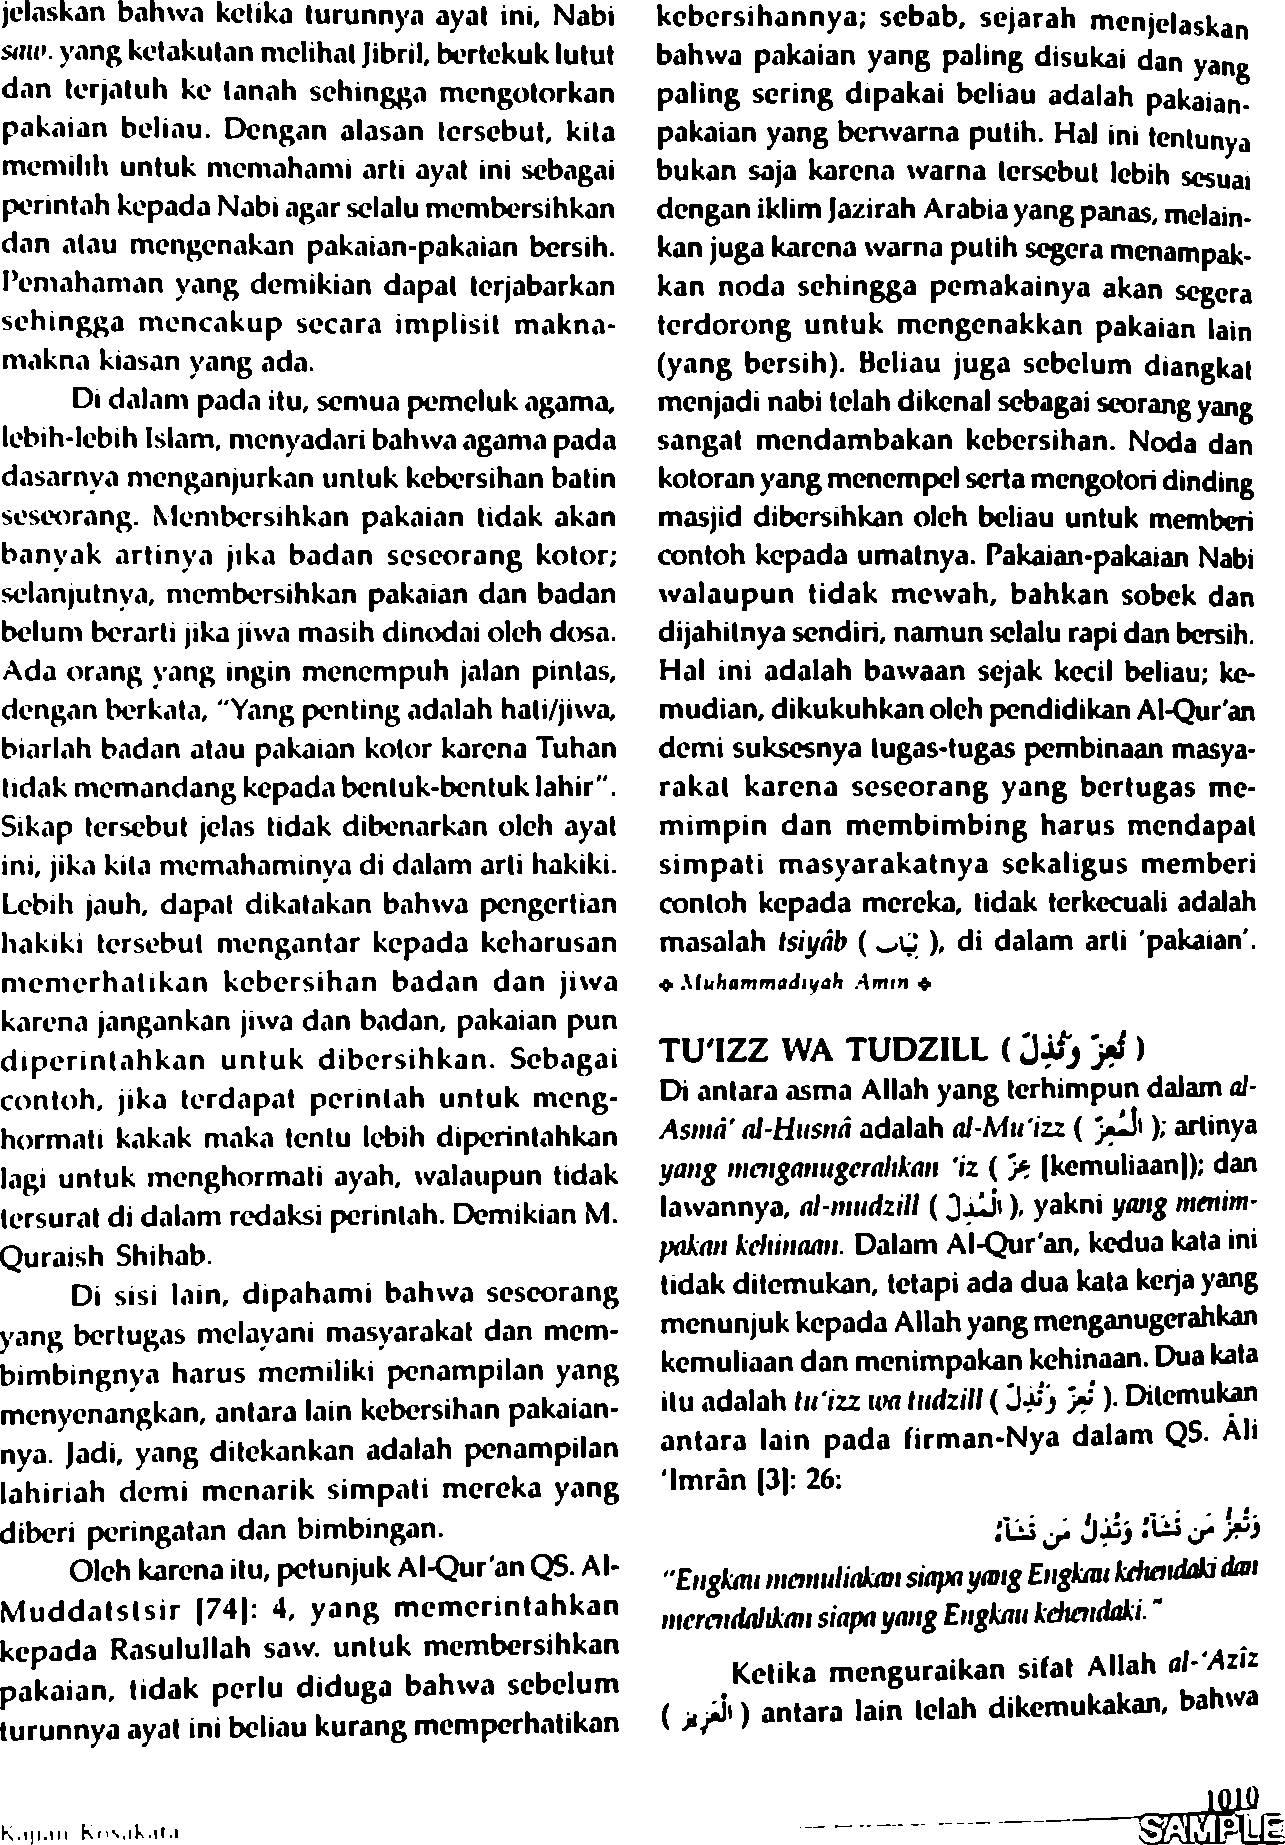 jelaskan bahwa ketika turunnya ayat ini, Nabi
saw. yang ketakutan melihat Jibril, bertekuk lutut
dan terjatuh ke tanah sehingga mengotorkan
pakaian beliau. Dengan alasan tersebut, kita
memilih untuk memahami arti ayat ini sebagai
perintah kepada Nabi agar selalu membersihkan
dan atau mengenakan pakaian-pakaian bersih.
Pemahaman yang demikian dapat terjabarkan
sehingga mencakup secara implisit makna-
makna kiasan yang ada.
Di dalam pada itu, semua pemeluk agama,
lebih-lebih Islam, menyadari bahwa agama pada
dasarnya menganjurkan untuk kebersihan batin
seseorang. Membersihkan pakaian tidak akan
banyak artinya jika badan seseorang kotor;
selanjutnya, membersihkan pakaian dan badan
belum berarti jika jiwa masih dinodai oleh dosa.
Ada orang yang ingin menempuh jalan pintas,
dengan berkata, "Yang penting adalah hati/jiwa,
biarlah badan atau pakaian kotor karena Tuhan
tidak memandang kepada bentuk-bentuk lahir".
Sikap tersebut jelas tidak dibenarkan oleh ayat
ini, jika kita memahaminya di dalam arti hakiki.
Lebih jauh, dapat dikatakan bahwa pengertian
hakiki tersebut mengantar kepada keharusan
memerhatikan kebersihan badan dan jiwa
karena jangankan jiwa dan badan, pakaian pun
diperintahkan untuk dibersihkan. Sebagai
contoh, jika terdapat perintah untuk meng-
hormati kakak maka tentu lebih diperintahkan
lagi untuk menghormati ayah, walaupun tidak
tersurat di dalam redaksi perintah. Demikian M.
Quraish Shihab.
Di sisi lain, dipahami bahwa seseorang
yang bertugas melayani masyarakat dan mem-
bimbingnya harus memiliki penampilan yang
menyenangkan, antara lain kebersihan pakaian-
nya. Jadi, yang ditekankan adalah penampilan
lahiriah demi menarik simpati mereka yang
diberi peringatan dan bimbingan.
Oleh karena itu, petunjuk Al-Qur'an QS. Al-
Muddatstsir [74]: 4, yang memerintahkan
kepada Rasulullah saw. untuk membersihkan
pakaian, tidak perlu diduga bahwa sebelum
turunnya ayat ini beliau kurang memperhatikan
kebersihannya; sebab, sejarah menjelaskan
bahwa pakaian yang paling disukai dan yang
paling sering dipakai beliau adalah pakaian-
pakaian yang berwarna putih. Hal ini tentunya
bukan saja karena warna tersebut lebih sesuai
dengan iklim Jazirah Arabia yang panas, melain-
kan juga karena warna putih segera menampak-
kan noda sehingga pemakainya akan segera
terdorong untuk mengenakkan pakaian lain
(yang bersih). Beliau juga sebelum diangkat
menjadi nabi telah dikenal sebagai seorang yang
sangat mendambakan kebersihan. Noda dan
kotoran yang menempel serta mengotori dinding
masjid dibersihkan oleh beliau untuk memberi
contoh kepada umatnya. Pakaian-pakaian Nabi
walaupun tidak mewah, bahkan sobek dan
dijahitnya sendiri, namun selalu rapi dan bersih.
Hal ini adalah bawaan sejak kecil beliau; ke-
mudian, dikukuhkan oleh pendidikan Al-Qur'an
demi suksesnya tugas-tugas pembinaan masya-
rakat karena seseorang yang bertugas me-
mimpin dan membimbing harus mendapat
simpati masyarakatnya sekaligus memberi
contoh kepada mereka, tidak terkecuali adalah
masalah tsiyâb ( ثِيَاب ), di dalam arti 'pakaian'.
✦ Muhammadiyah Amin ✦
TU'IZZ WA TUDZILL ( تُعِزّ وَتُذِلّ )
Di antara asma Allah yang terhimpun dalam al-
Asmâ' al-Husnâ adalah al-Mu'izz ( اَلْمُعِزّ ); artinya
yang menganugerahkan 'iz ( عِزّ [kemuliaan]); dan
lawannya, al-mudzill ( اَلْمُذِلّ ), yakni yang menim-
pakan kehinaan. Dalam Al-Qur'an, kedua kata ini
tidak ditemukan, tetapi ada dua kata kerja yang
menunjuk kepada Allah yang menganugerahkan
kemuliaan dan menimpakan kehinaan. Dua kata
itu adalah tu'izz wa tudzill ( تُعِزّ وَتُذِلّ ). Ditemukan
antara lain pada firman-Nya dalam QS. Âli
'Imrân [3]: 26:
وَتُعِزُّ مَن تَشَآءُ وَتُذِلُّ مَن تَشَآءُ
"Engkau memuliakan siapa yang Engkau kehendaki dan
merendahkan siapa yang Engkau kehendaki."
Ketika menguraikan sifat Allah al-'Azîz
( اَلْعَزِيز ) antara lain telah dikemukakan, bahwa
1010
Kajian Kosakata
SAMPLE